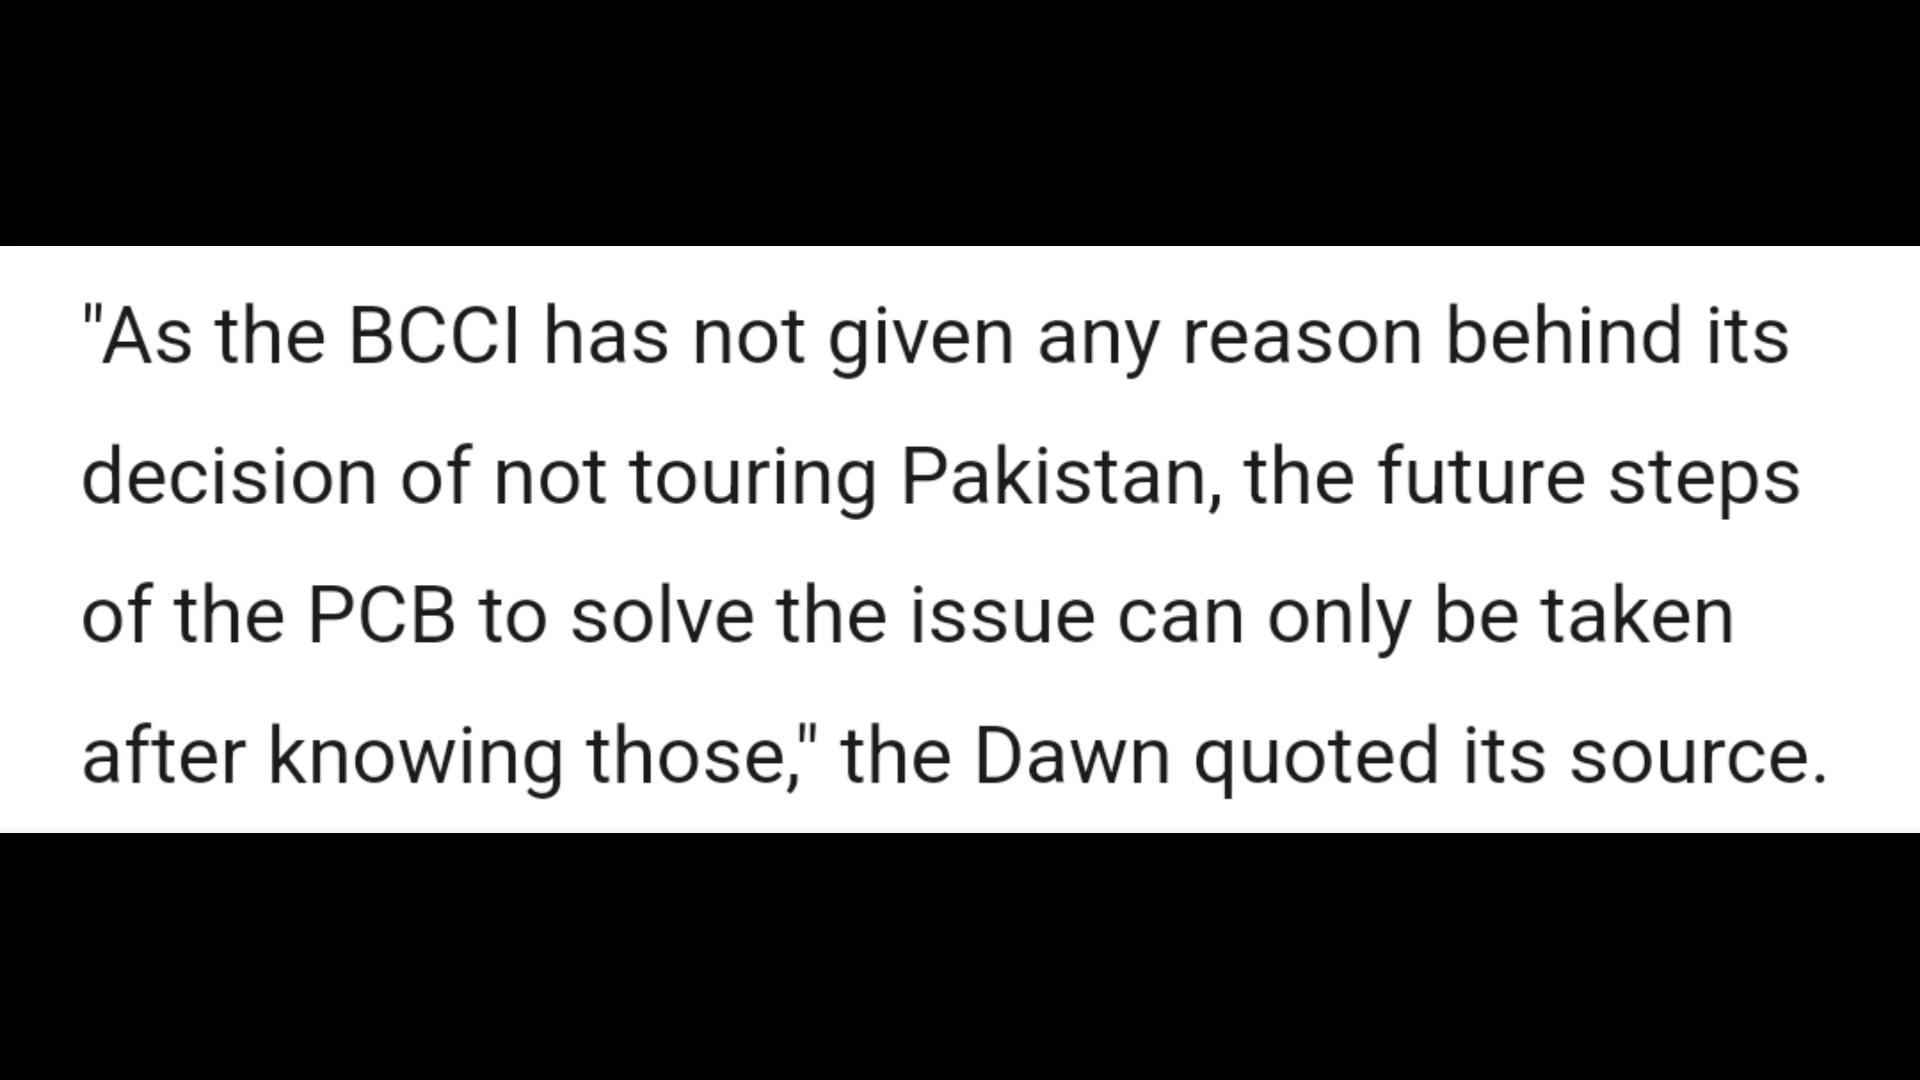 "As the BCCI has not given any reason behind its
decision of not touring Pakistan, the future steps
of the PCB to solve the issue can only be taken
after knowing those," the Dawn quoted its source.